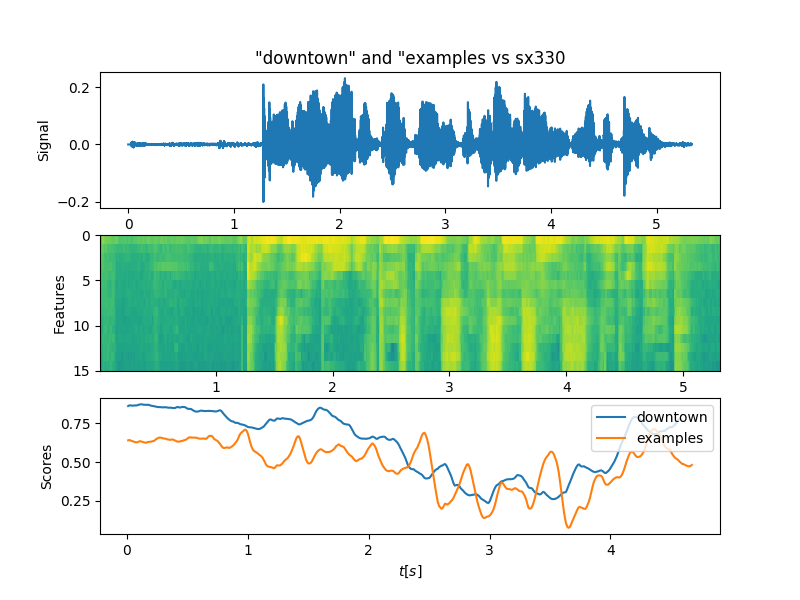 "downtown" and "examples vs sx330
Signal
0.2
0.0
−0.2
0 1 2 3 4 5
Features
0
5
10
15
1 2 3 4 5
Scores
0.75
0.50
0.25
downtown
examples
0 1 2 3 4
t[s]